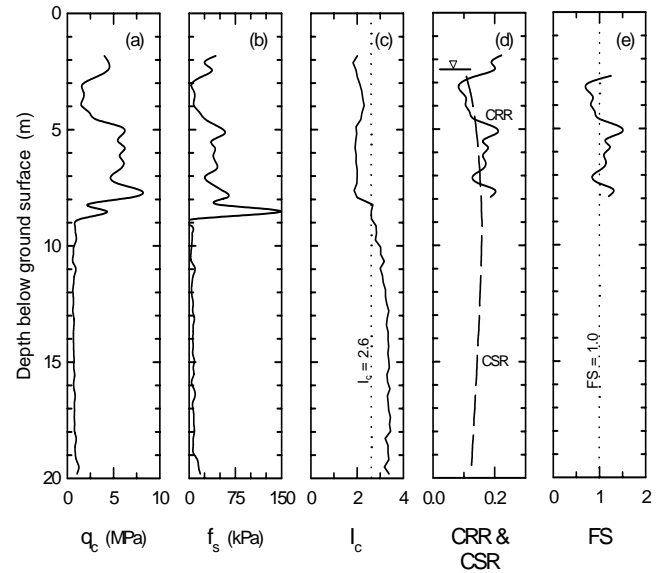 (a) (b) (c) (d) (e)
0
5
10
15
20
Depth below ground surface (m)
CRR
CSR
I_c = 2.6
FS = 1.0
0 5 10
0 75 150
0 2 4
0.0 0.2
0 1 2
q_c (MPa)
f_s (kPa)
I_c
CRR &
CSR
FS